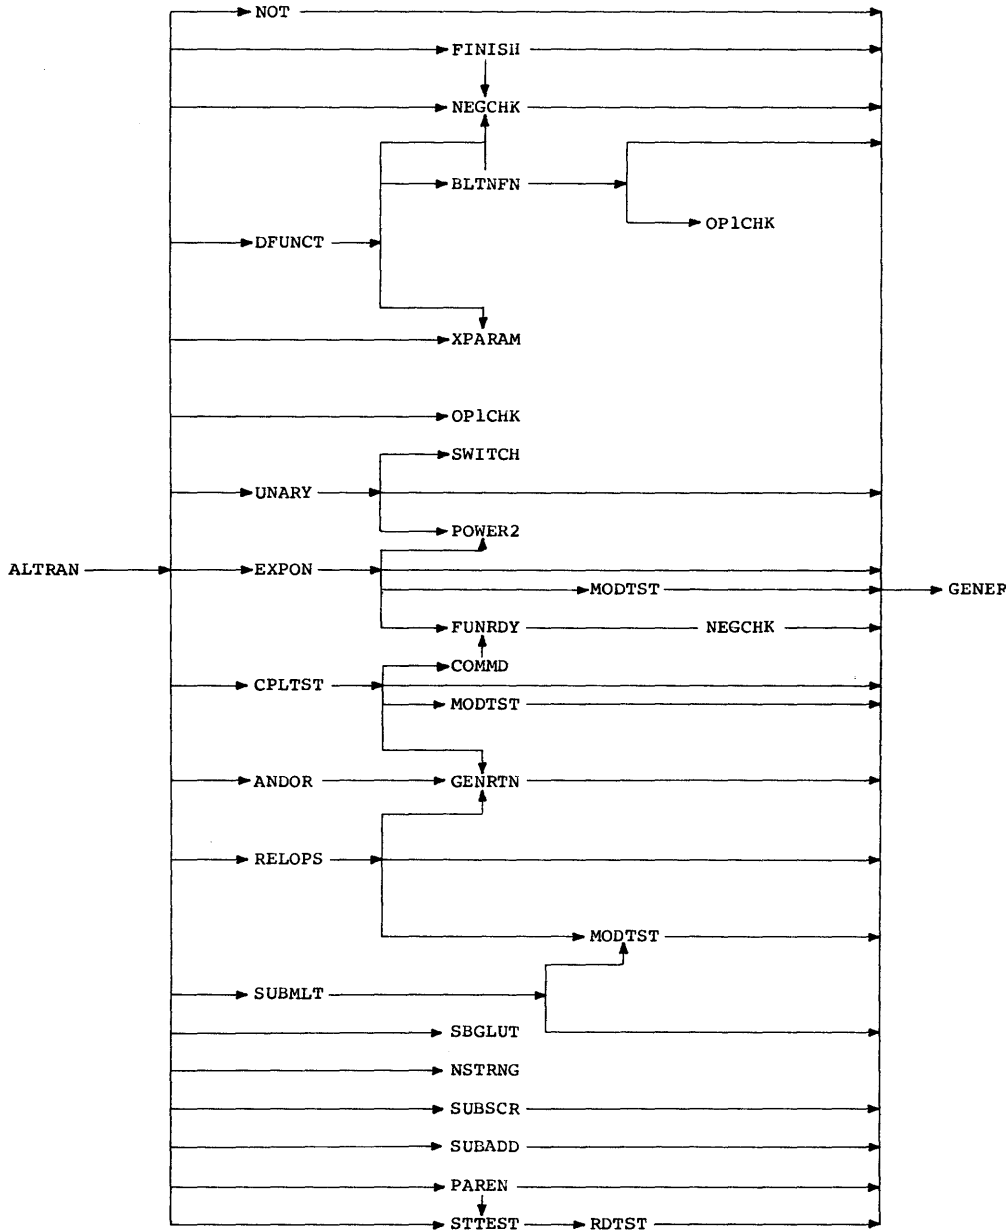 NOT
FINISH
NEGCHK
BLTNFN
OP1CHK
DFUNCT
XPARAM
OP1CHK
SWITCH
UNARY
POWER2
ALTRAN
EXPON
MODTST
GENER
FUNRDY
NEGCHK
COMMD
CPLTST
MODTST
ANDOR
GENRTN
RELOPS
MODTST
SUBMLT
SBGLUT
NSTRNG
SUBSCR
SUBADD
PAREN
STTEST
RDTST